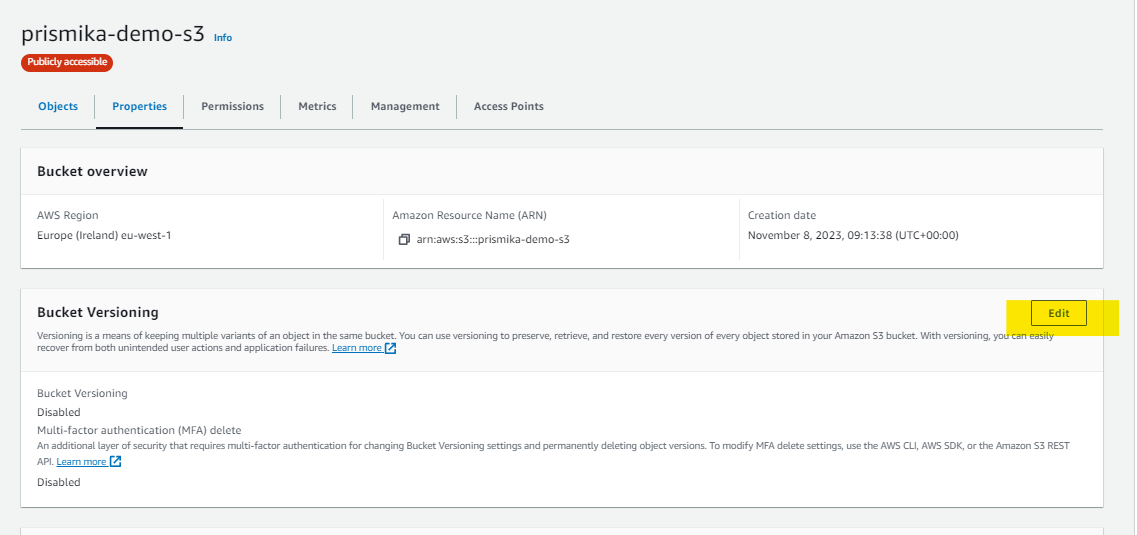 prismika-demo-s3 Info
Publicly accessible
Objects Properties Permissions Metrics Management Access Points
Bucket overview
AWS Region Amazon Resource Name (ARN) Creation date
Europe (Ireland) eu-west-1 arn:aws:s3:::prismika-demo-s3 November 8, 2023, 09:13:38 (UTC+00:00)
Bucket Versioning Edit
Versioning is a means of keeping multiple variants of an object in the same bucket. You can use versioning to preserve, retrieve, and restore every version of every object stored in your Amazon S3 bucket. With versioning, you can easily
recover from both unintended user actions and application failures. Learn more
Bucket Versioning
Disabled
Multi-factor authentication (MFA) delete
An additional layer of security that requires multi-factor authentication for changing Bucket Versioning settings and permanently deleting object versions. To modify MFA delete settings, use the AWS CLI, AWS SDK, or the Amazon S3 REST
API. Learn more
Disabled